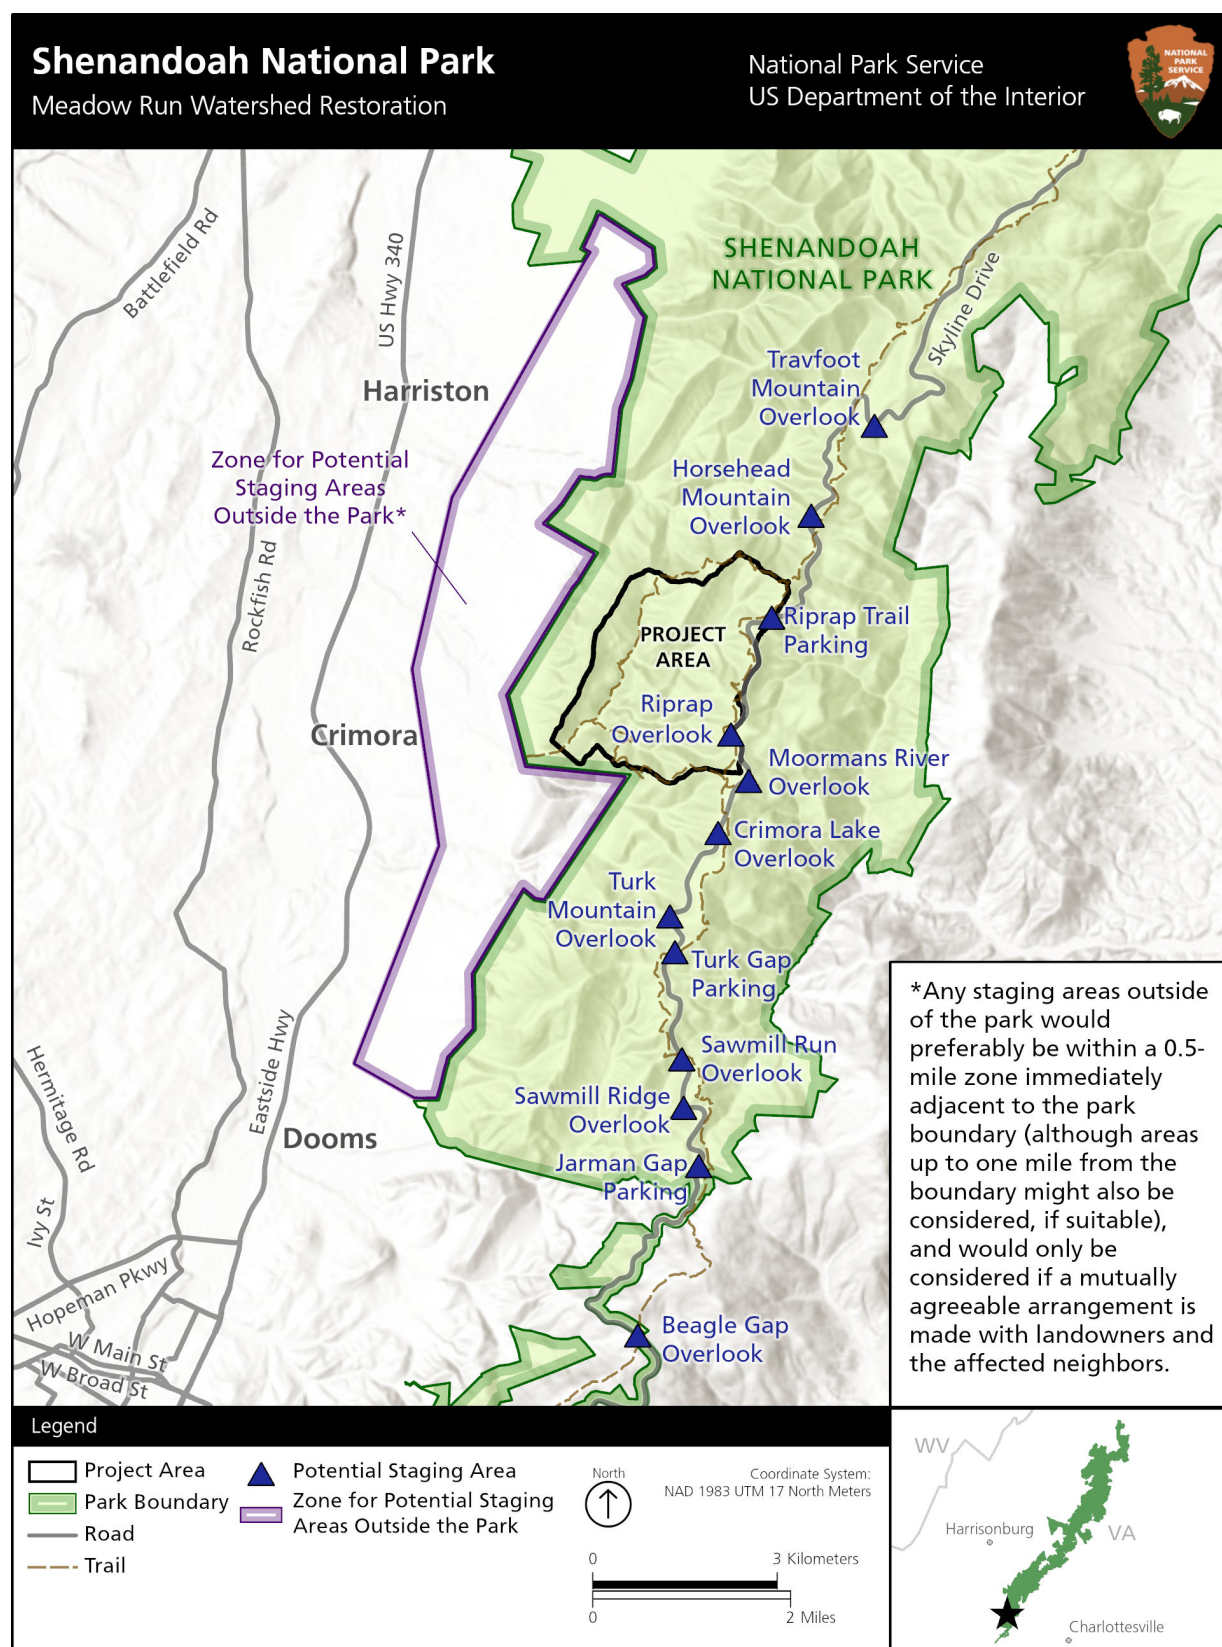 Shenandoah National Park
Meadow Run Watershed Restoration
National Park Service
US Department of the Interior
NATIONAL
PARK
SERVICE
Battlefield Rd
US Hwy 340
SHENANDOAH
NATIONAL PARK
Skyline Drive
Harriston
Travfoot
Mountain
Overlook
Zone for Potential
Staging Areas
Outside the Park*
Horsehead
Mountain
Overlook
Rockfish Rd
PROJECT
AREA
Riprap Trail
Parking
Riprap
Overlook
Crimora
Moormans River
Overlook
Crimora Lake
Overlook
Turk
Mountain
Overlook
Turk Gap
Parking
Eastside Hwy
Hermitage Rd
Sawmill Run
Overlook
Sawmill Ridge
Overlook
Dooms
Jarman Gap
Parking
Ivy St
Hopeman Pkwy
W Main St
W Broad St
Beagle Gap
Overlook
*Any staging areas outside
of the park would
preferably be within a 0.5-
mile zone immediately
adjacent to the park
boundary (although areas
up to one mile from the
boundary might also be
considered, if suitable),
and would only be
considered if a mutually
agreeable arrangement is
made with landowners and
the affected neighbors.
Legend
Project Area
Park Boundary
Road
Trail
Potential Staging Area
Zone for Potential Staging
Areas Outside the Park
North
Coordinate System:
NAD 1983 UTM 17 North Meters
0 3 Kilometers
0 2 Miles
WV
Harrisonburg
VA
Charlottesville